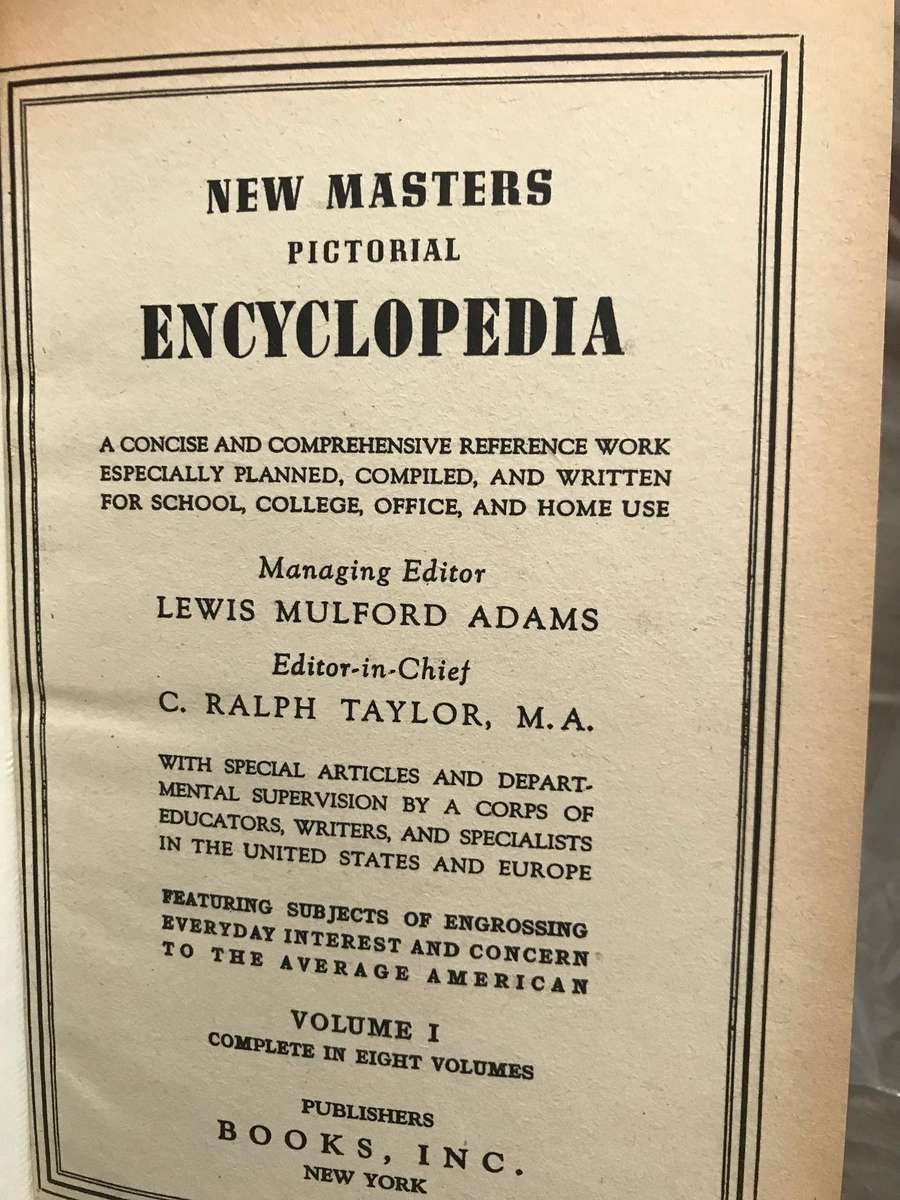 NEW MASTERS
PICTORIAL
ENCYCLOPEDIA
A CONCISE AND COMPREHENSIVE REFERENCE WORK
ESPECIALLY PLANNED, COMPILED, AND WRITTEN
FOR SCHOOL, COLLEGE, OFFICE, AND HOME USE
Managing Editor
LEWIS MULFORD ADAMS
Editor-in-Chief
C. RALPH TAYLOR, M.A.
WITH SPECIAL ARTICLES AND DEPART-
MENTAL SUPERVISION BY A CORPS OF
EDUCATORS, WRITERS, AND SPECIALISTS
IN THE UNITED STATES AND EUROPE
FEATURING SUBJECTS OF ENGROSSING
EVERYDAY INTEREST AND CONCERN
TO THE AVERAGE AMERICAN
VOLUME I
COMPLETE IN EIGHT VOLUMES
PUBLISHERS
BOOKS, INC.
NEW YORK